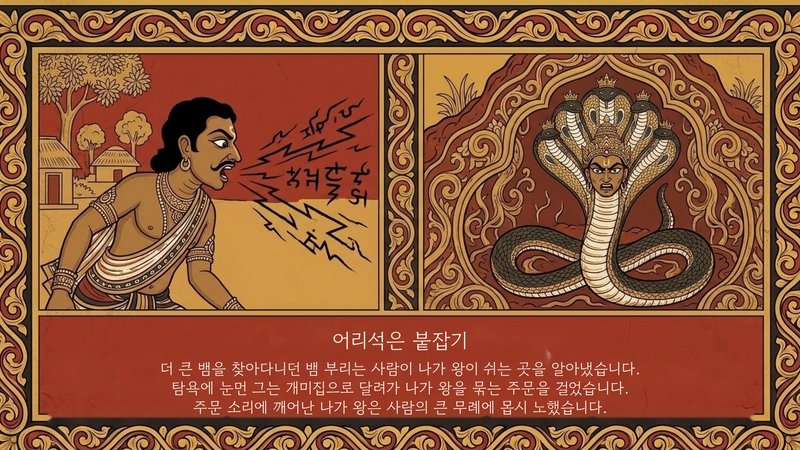 어리석은 붙잡기
더 큰 뱀을 찾아다니던 뱀 부리는 사람이 나가 왕이 쉬는 곳을 알아냈습니다.
탐욕에 눈먼 그는 개미집으로 달려가 나가 왕을 묶는 주문을 걸었습니다.
주문 소리에 깨어난 나가 왕은 사람의 큰 무례에 몹시 노했습니다.